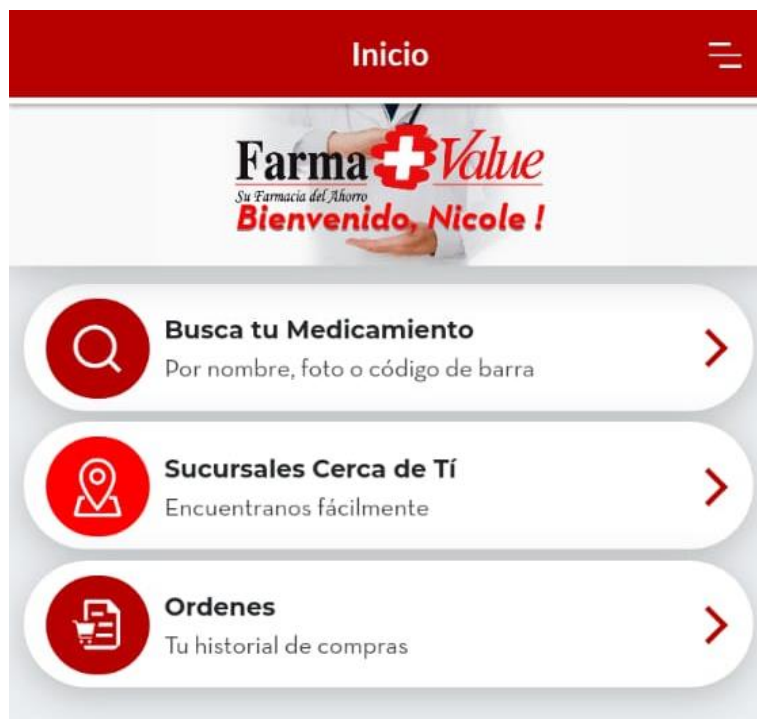 Inicio
Farma Value
Su Farmacia del Ahorro
Bienvenido, Nicole !
Busca tu Medicamiento
Por nombre, foto o código de barra
Sucursales Cerca de Tí
Encuentranos fácilmente
Ordenes
Tu historial de compras